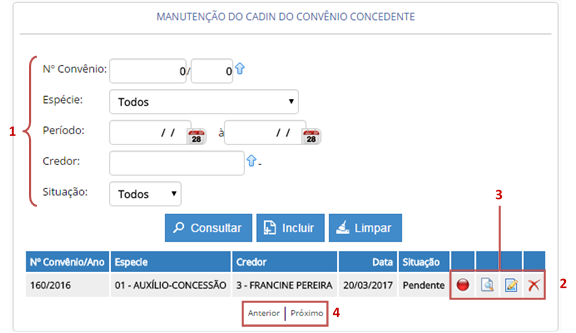 MANUTENÇÃO DO CADIN DO CONVÊNIO CONCEDENTE
Nº Convênio: 0/ 0
Espécie: Todos
1 Período: / / 28 à / / 28
Credor: -
Situação: Todos
Consultar Incluir Limpar
3
Nº Convênio/Ano Especie Credor Data Situação
160/2016 01 - AUXÍLIO-CONCESSÃO 3 - FRANCINE PEREIRA 20/03/2017 Pendente 2
Anterior Próximo 4